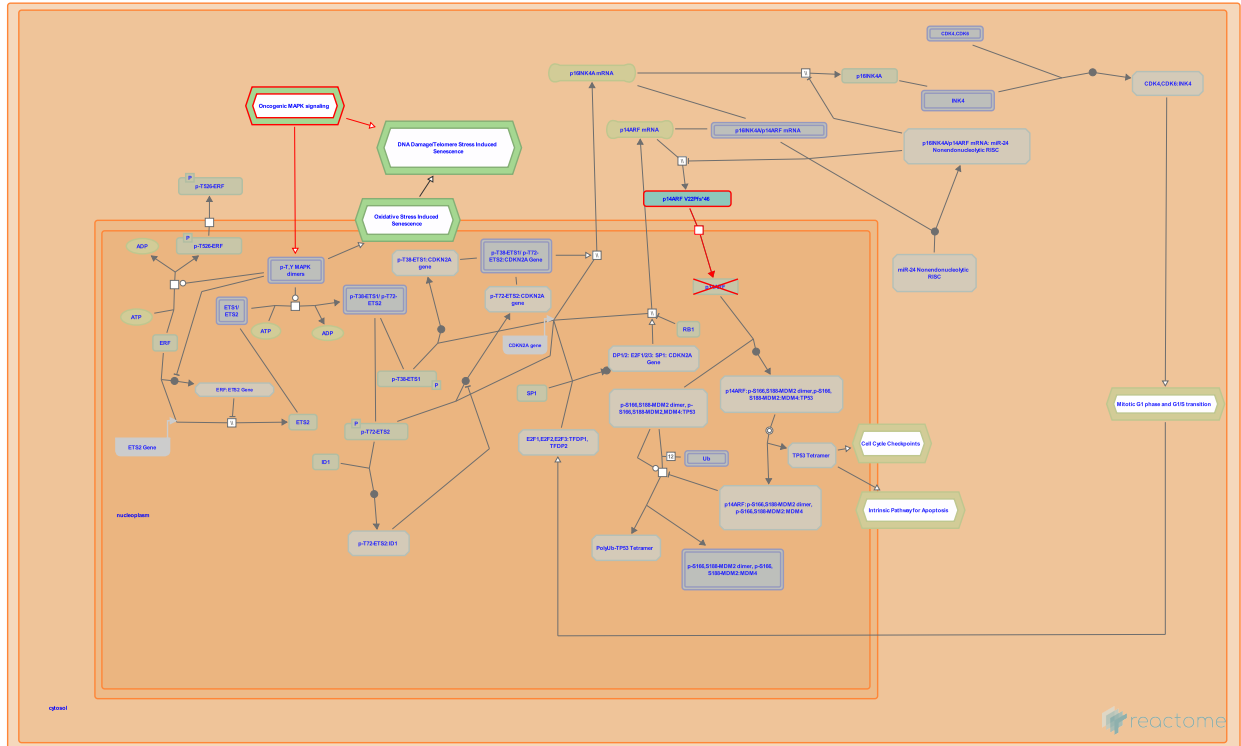 CDK4,CDK6
p16INK4A mRNA
p16INK4A
CDK4,CDK6:INK4
INK4
Oncogenic MAPK signaling
p14ARF mRNA
p16INK4A/p14ARF mRNA
DNA Damage/Telomere Stress Induced
Senescence
p16INK4A/p14ARF mRNA: miR-24
Nonendonucleolytic RISC
P
p-T526-ERF
p14ARF V22Pfs*46
Oxidative Stress Induced
Senescence
P
p-T526-ERF
ADP
p-T38-ETS1:CDKN2A
gene
p-T38-ETS1/ p-T72-
ETS2:CDKN2A Gene
p-T,Y MAPK
dimers
miR-24 Nonendonucleolytic
RISC
p-T72-ETS2:CDKN2A
gene
p-T38-ETS1/ p-T72-
ETS2
ETS1/
ETS2
ATP
ATP
ADP
RB1
ERF
CDKN2A gene
DP1/2: E2F1/2/3: SP1: CDKN2A
Gene
p-T38-ETS1
P
ERF:ETS2 Gene
SP1
p14ARF:p-S166,S188-MDM2 dimer,p-S166,
S188-MDM2:MDM4:TP53
p-S166,S188-MDM2 dimer, p-
S166,S188-MDM2,MDM4:TP53
Mitotic G1 phase and G1/S transition
ETS2
P
p-T72-ETS2
ETS2 Gene
E2F1,E2F2,E2F3:TFDP1,
TFDP2
Cell Cycle Checkpoints
TP53 Tetramer
12
Ub
ID1
p14ARF:p-S166,S188-MDM2 dimer,
p-S166,S188-MDM2:MDM4
Intrinsic Pathway for Apoptosis
nucleoplasm
p-T72-ETS2:ID1
PolyUb-TP53 Tetramer
p-S166,S188-MDM2 dimer, p-S166,
S188-MDM2:MDM4
cytosol
reactome